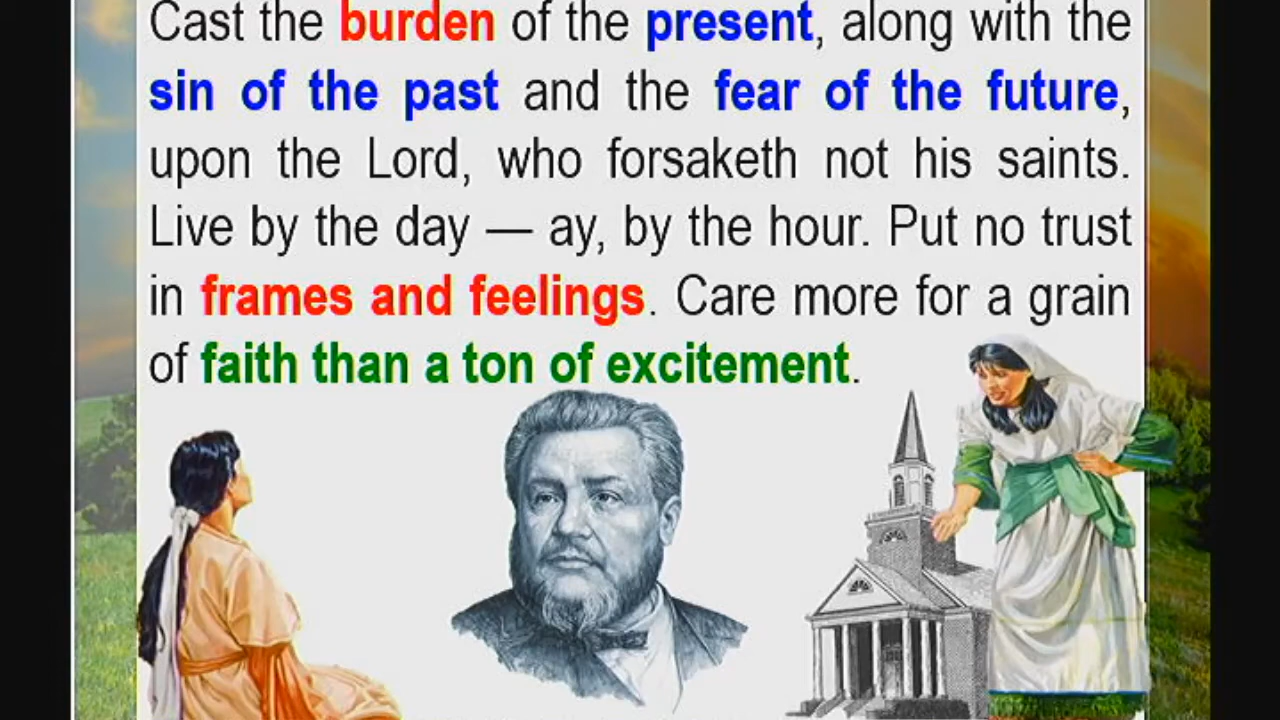 Cast the burden of the present, along with the
sin of the past and the fear of the future,
upon the Lord, who forsaketh not his saints.
Live by the day — ay, by the hour. Put no trust
in frames and feelings. Care more for a grain
of faith than a ton of excitement.